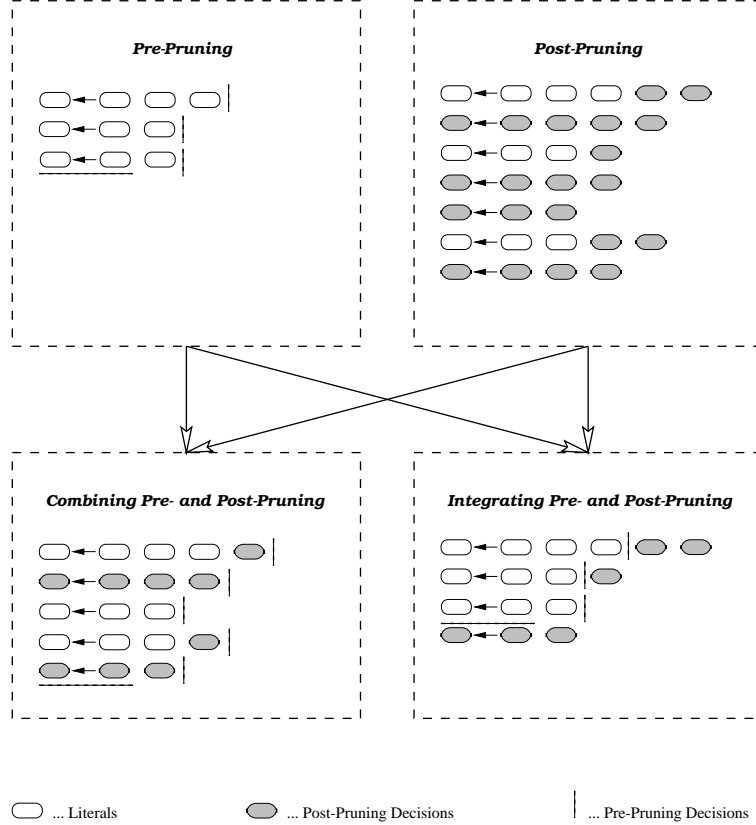 Pre-Pruning
Post-Pruning
Combining Pre- and Post-Pruning
Integrating Pre- and Post-Pruning
... Literals
... Post-Pruning Decisions
... Pre-Pruning Decisions